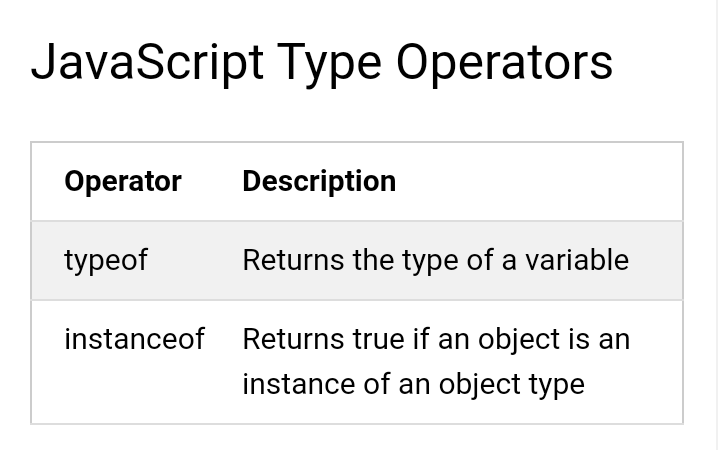 JavaScript Type Operators
Operator Description
typeof Returns the type of a variable
instanceof Returns true if an object is an
instance of an object type